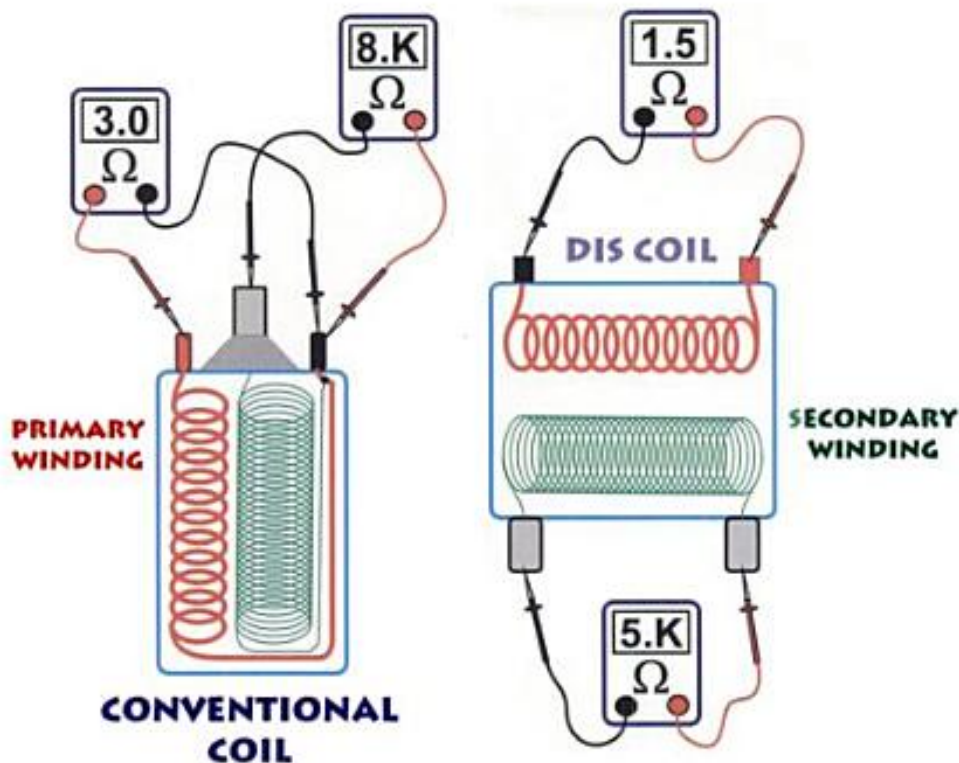 8.K
Ω
3.0
Ω
1.5
Ω
DIS COIL
PRIMARY
WINDING
SECONDARY
WINDING
5.K
Ω
CONVENTIONAL
COIL